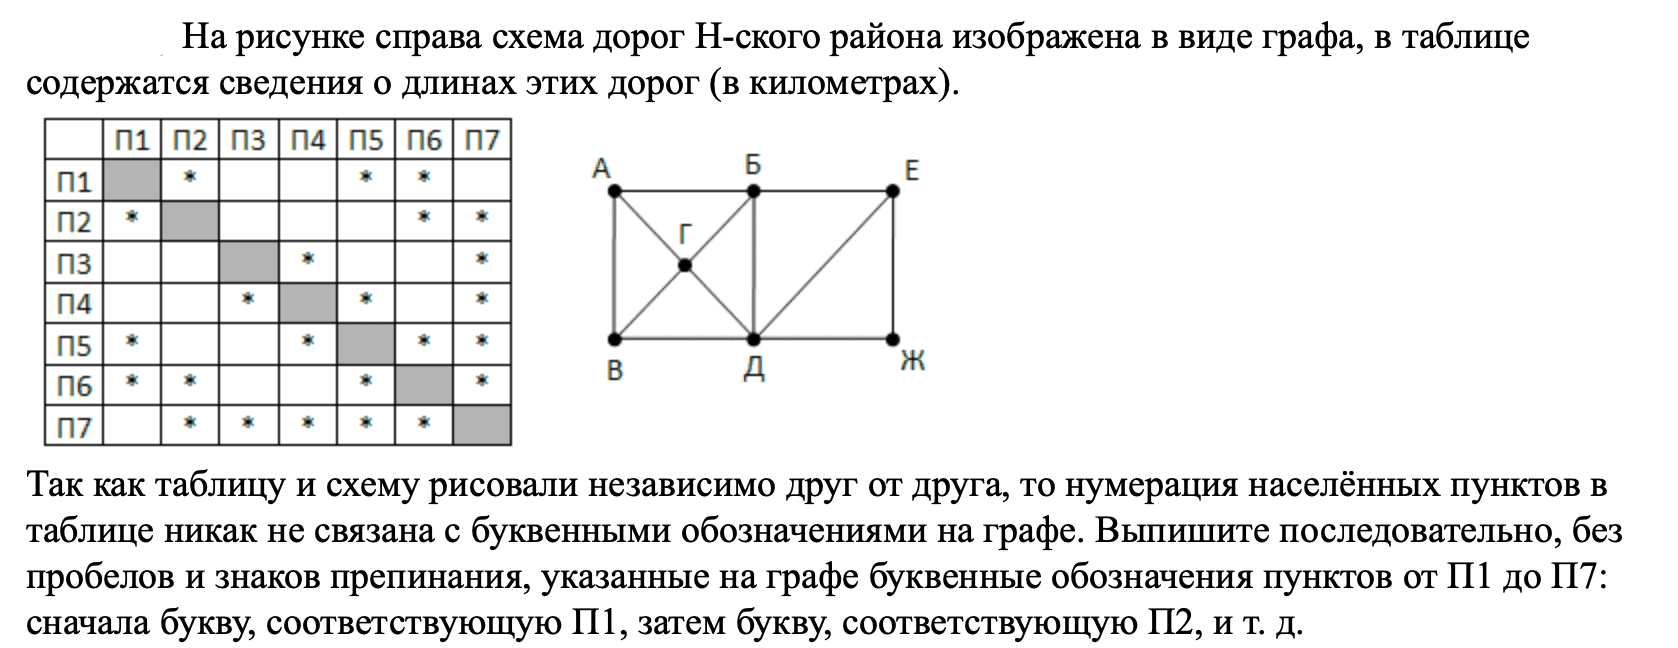 На рисунке справа схема дорог Н-ского района изображена в виде графа, в таблице
содержатся сведения о длинах этих дорог (в километрах).
П1 П2 П3 П4 П5 П6 П7
П1 * * *
П2 * * *
П3 * *
П4 * * *
П5 * * * *
П6 * * * *
П7 * * * * *
А Б Е
Г
В Д Ж
Так как таблицу и схему рисовали независимо друг от друга, то нумерация населённых пунктов в
таблице никак не связана с буквенными обозначениями на графе. Выпишите последовательно, без
пробелов и знаков препинания, указанные на графе буквенные обозначения пунктов от П1 до П7:
сначала букву, соответствующую П1, затем букву, соответствующую П2, и т. д.